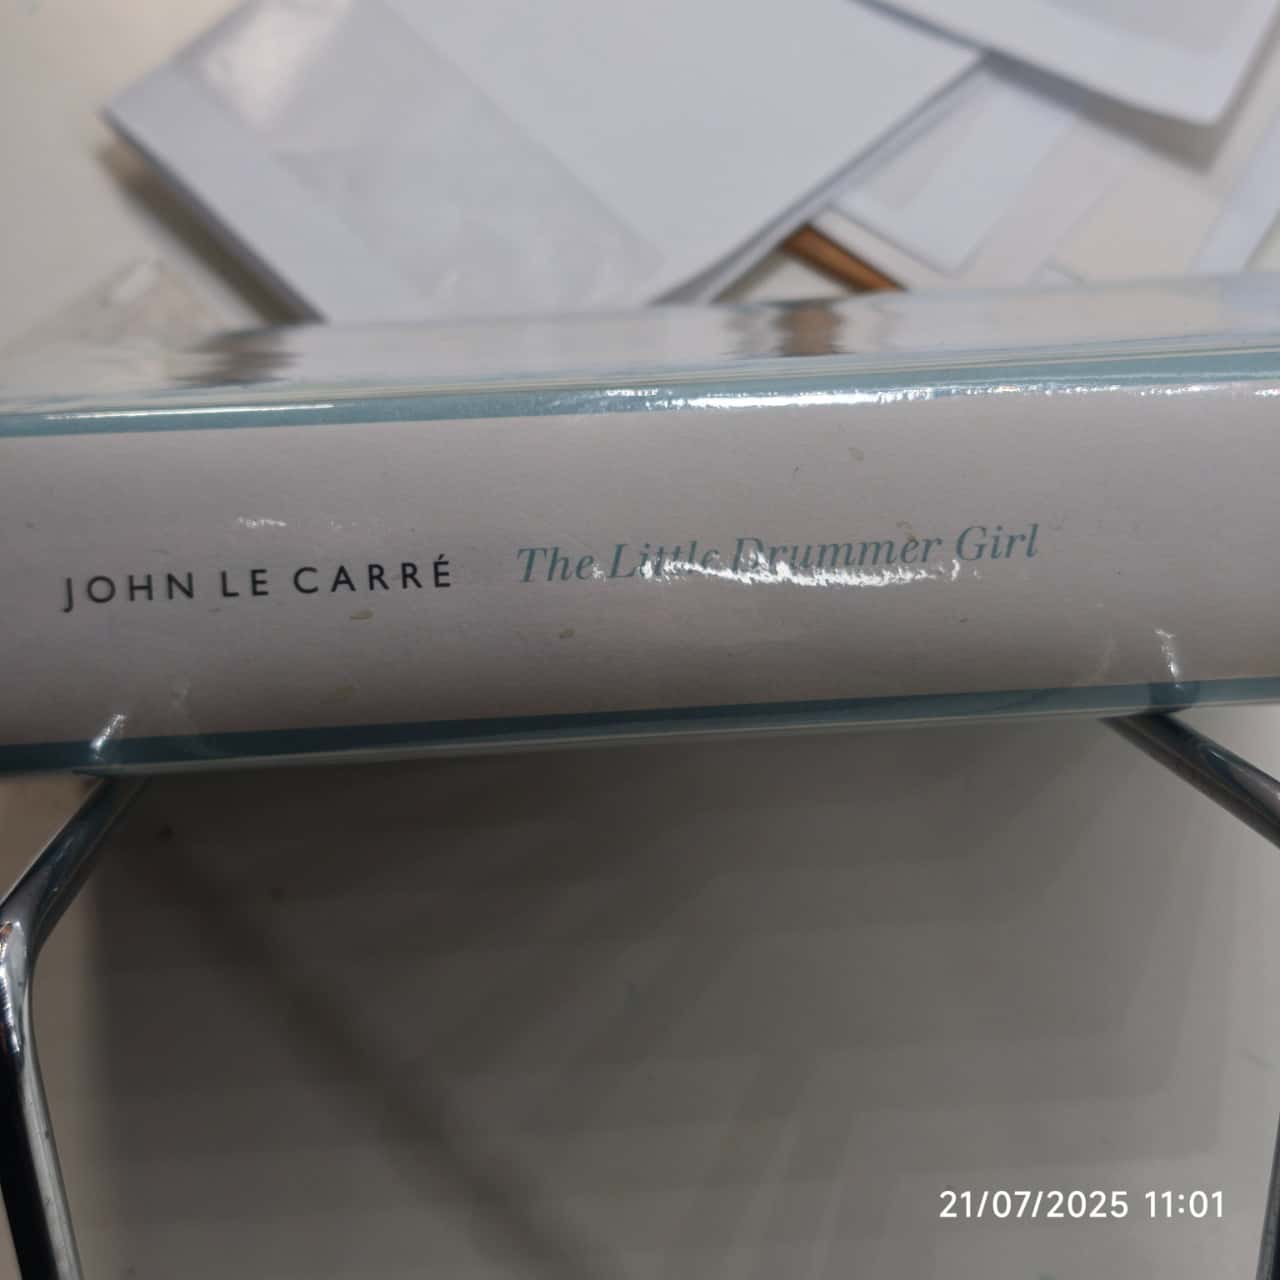 JOHN LE CARRÉ The Little Drummer Girl
21/07/2025 11:01